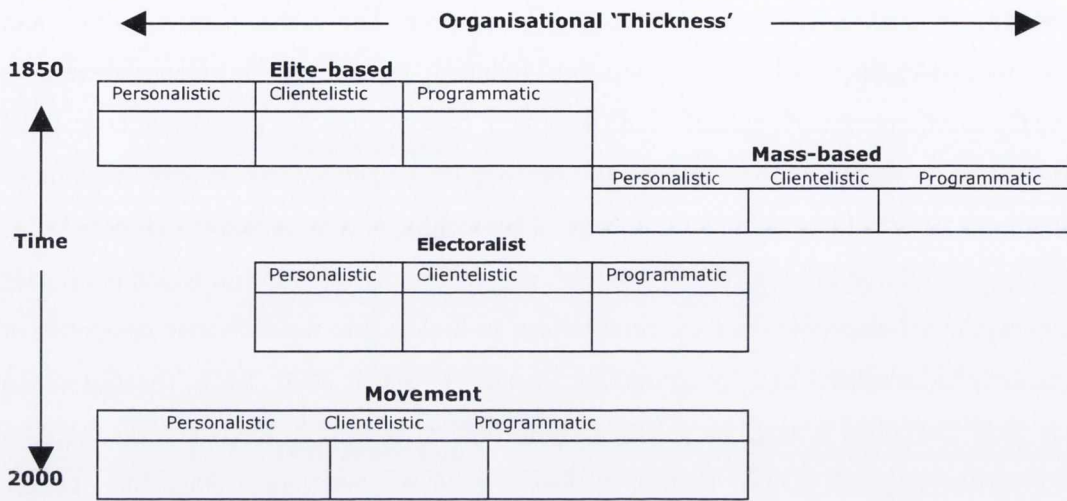 Organisational 'Thickness'
1850
Elite-based
Personalistic Clientelistic Programmatic
Mass-based
Personalistic Clientelistic Programmatic
Time
Electoralist
Personalistic Clientelistic Programmatic
Movement
Personalistic Clientelistic Programmatic
2000